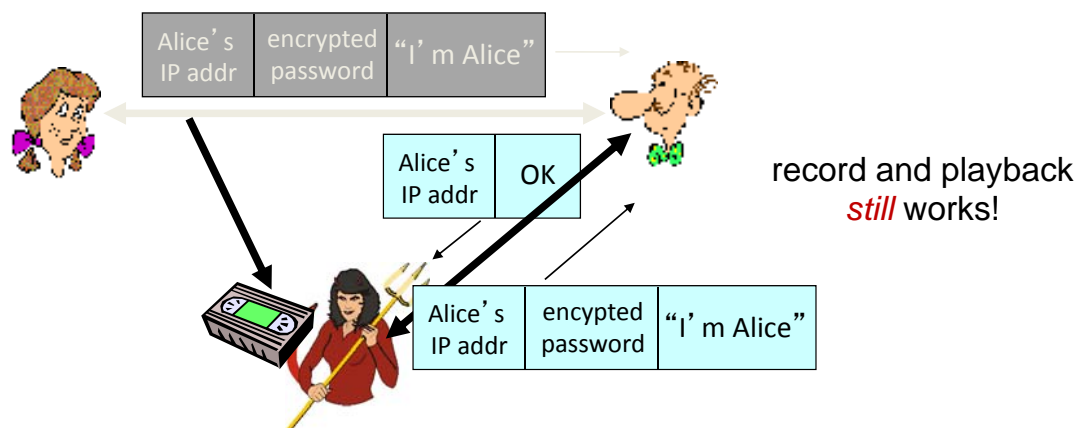 Alice’s
IP addr
encrypted
password
“I’m Alice”
Alice’s
IP addr
OK
record and playback
still works!
Alice’s
IP addr
encypted
password
“I’m Alice”